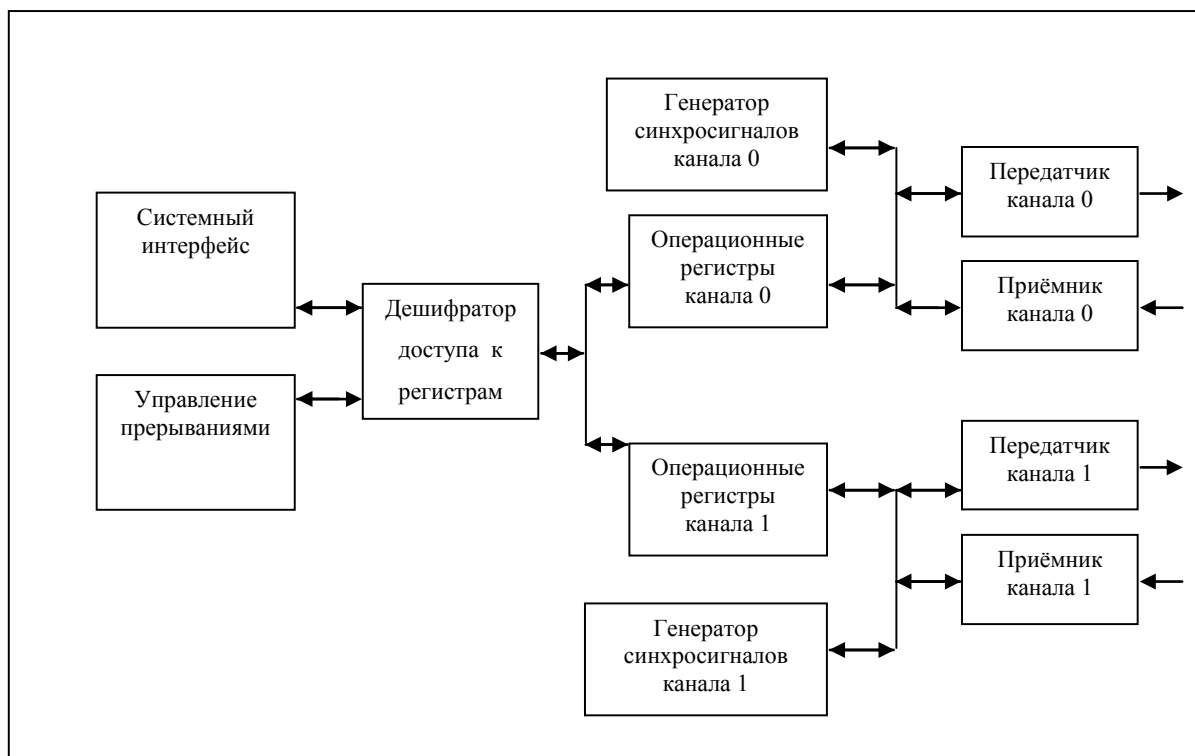 Генератор
синхросигналов
канала 0
Передатчик
канала 0
Системный
интерфейс
Операционные
регистры
канала 0
Приёмник
канала 0
Дешифратор
доступа к
регистрам
Управление
прерываниями
Передатчик
канала 1
Операционные
регистры
канала 1
Приёмник
канала 1
Генератор
синхросигналов
канала 1